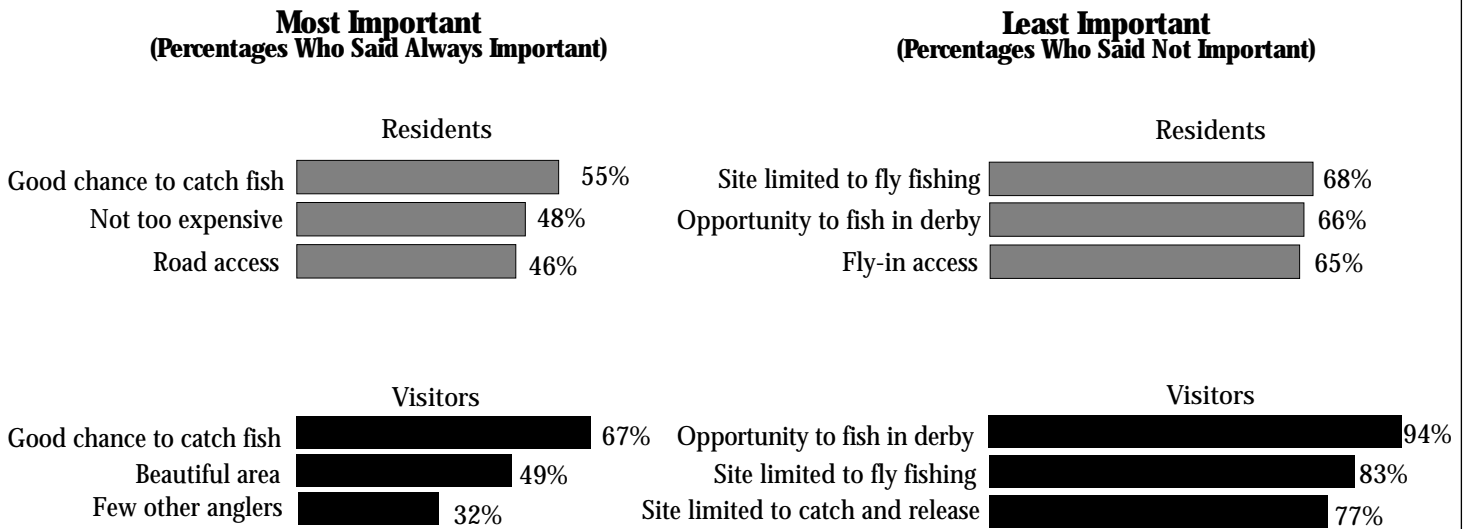 Most Important
(Percentages Who Said Always Important)
Residents
Good chance to catch fish 55%
Not too expensive 48%
Road access 46%
Visitors
Good chance to catch fish 67%
Beautiful area 49%
Few other anglers 32%
Least Important
(Percentages Who Said Not Important)
Residents
Site limited to fly fishing 68%
Opportunity to fish in derby 66%
Fly-in access 65%
Visitors
Opportunity to fish in derby 94%
Site limited to fly fishing 83%
Site limited to catch and release 77%